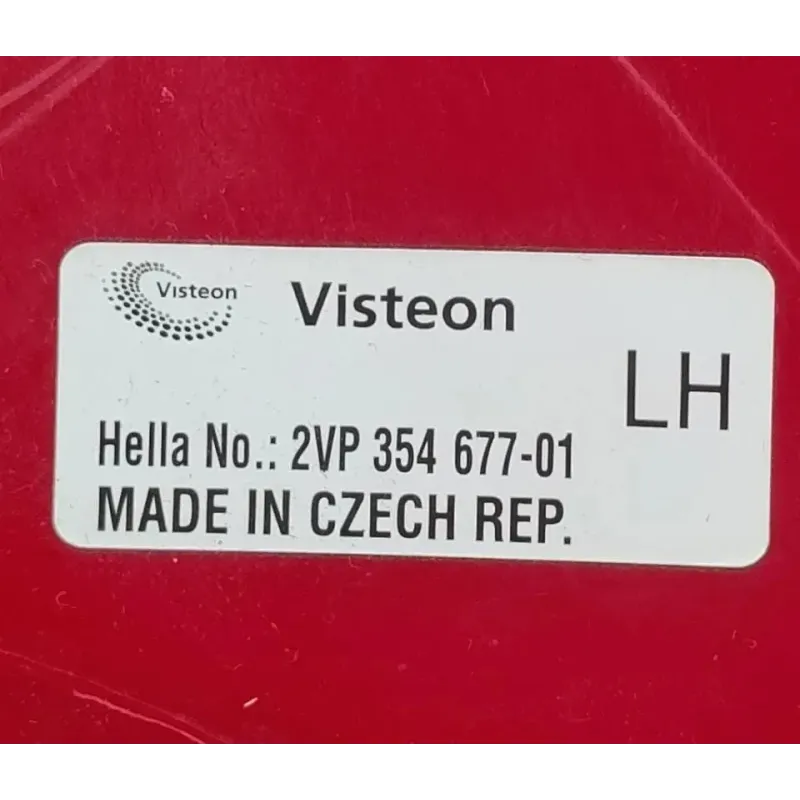 Visteon Visteon
LH
Hella No.: 2VP 354 677-01
MADE IN CZECH REP.